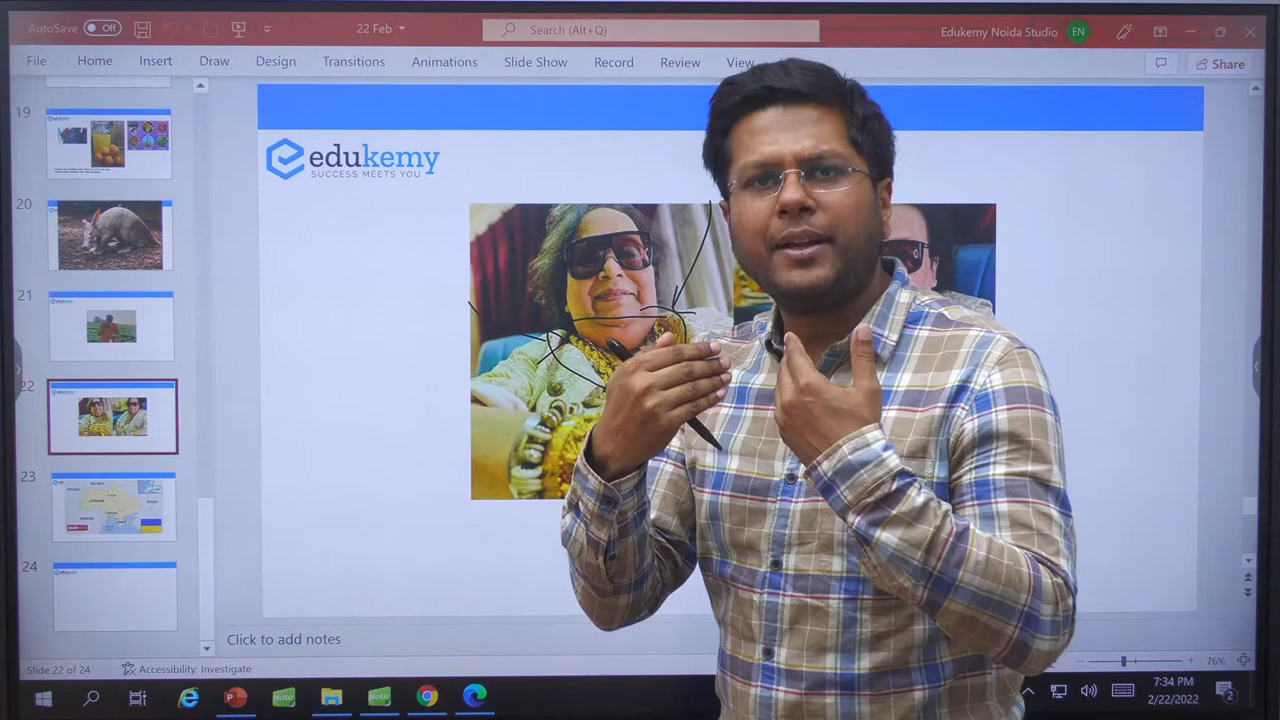 AutoSave Off 22 Feb Search (Alt+Q) Edukemy Noida Studio EN
File Home Insert Draw Design Transitions Animations Slide Show Record Review View Share
edukemy
SUCCESS MEETS YOU
19
20
21
22
23
24
Click to add notes
Slide 22 of 24 Accessibility: Investigate 76%
7:34 PM
2/22/2022